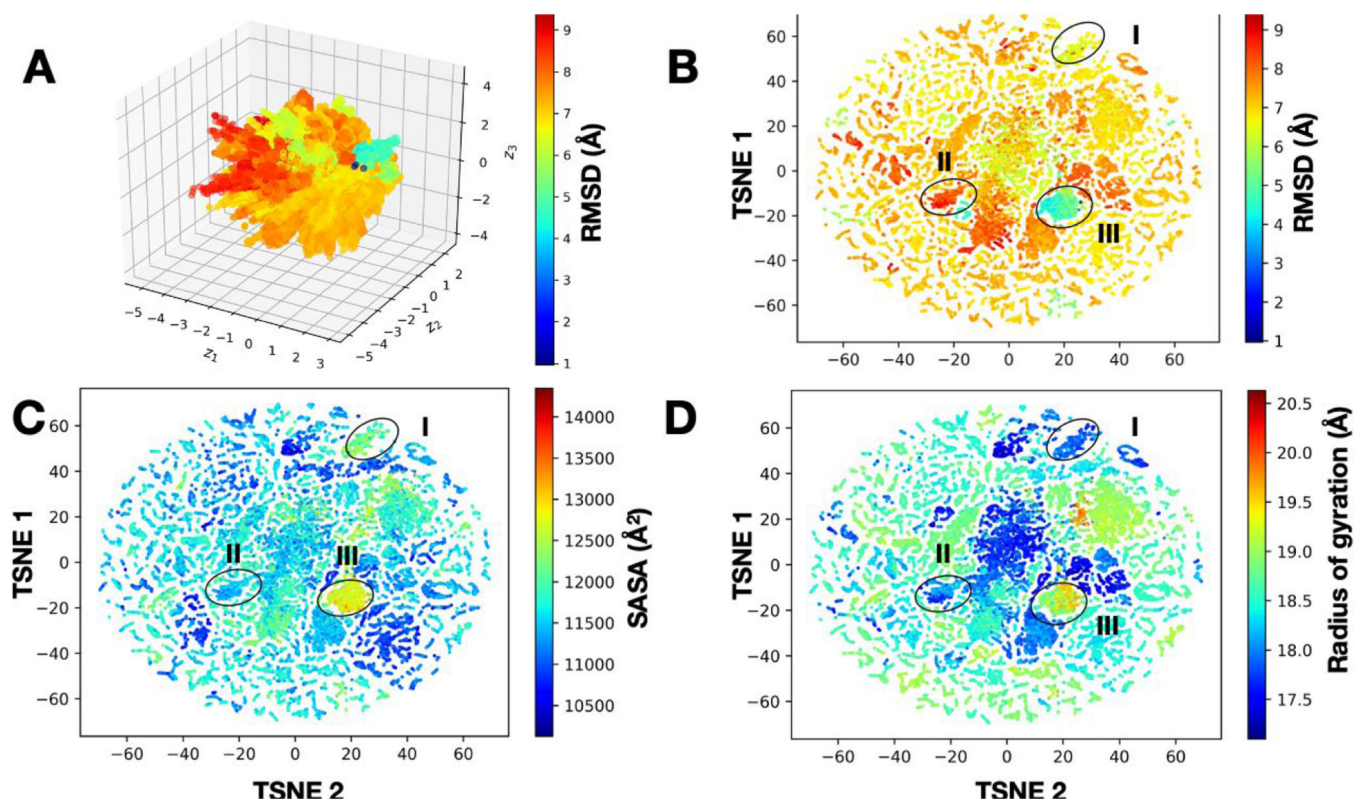 A
4
2
0
−2
−4
z3
−5 −4 −3 −2 −1 0 1 2 3
z1
−5 −4 −3 −2 −1 0 1 2
z2
9
8
7
6
5
4
3
2
1
RMSD (Å)
B
I
II
III
60
40
20
0
−20
−40
−60
TSNE 1
−60 −40 −20 0 20 40 60
9
8
7
6
5
4
3
2
1
RMSD (Å)
C
I
II
III
60
40
20
0
−20
−40
−60
TSNE 1
−60 −40 −20 0 20 40 60
TSNE 2
14000
13500
13000
12500
12000
11500
11000
10500
SASA (Å²)
D
I
II
III
60
40
20
0
−20
−40
−60
TSNE 1
−60 −40 −20 0 20 40 60
TSNE 2
20.5
20.0
19.5
19.0
18.5
18.0
17.5
Radius of gyration (Å)